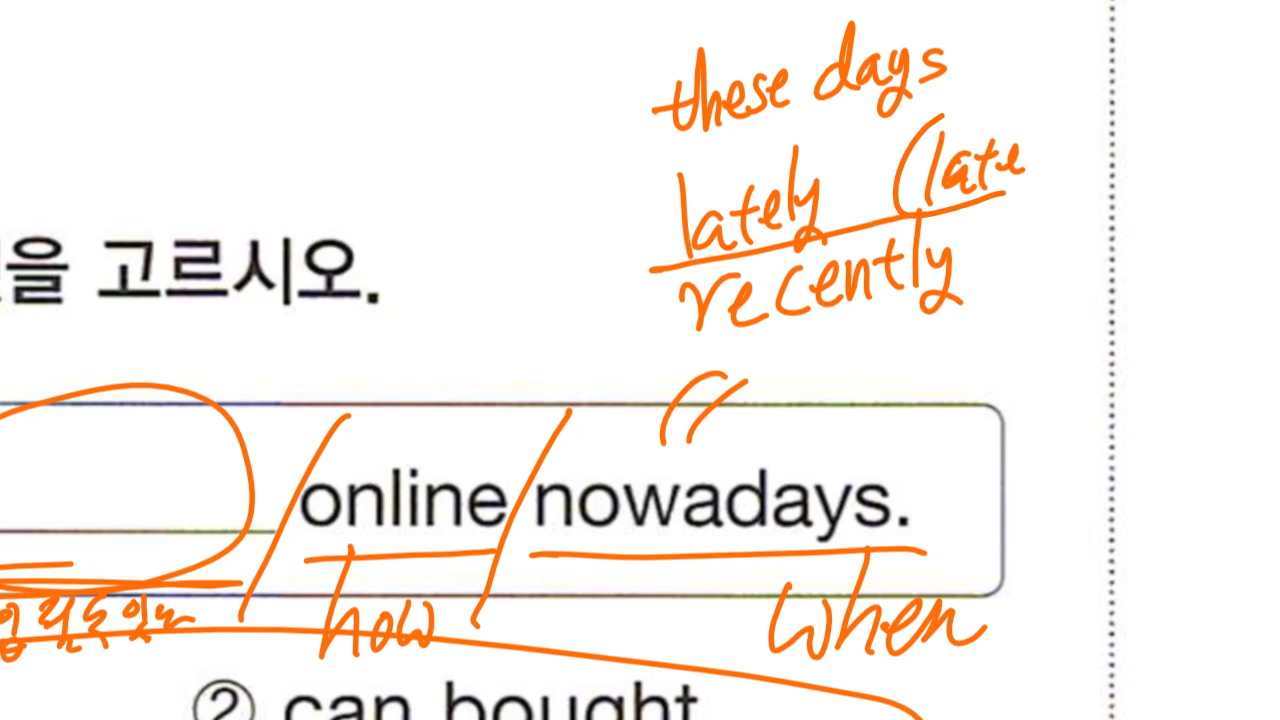 these days
lately (late
recently
을 고르시오.
online nowadays.
how when
② can bought